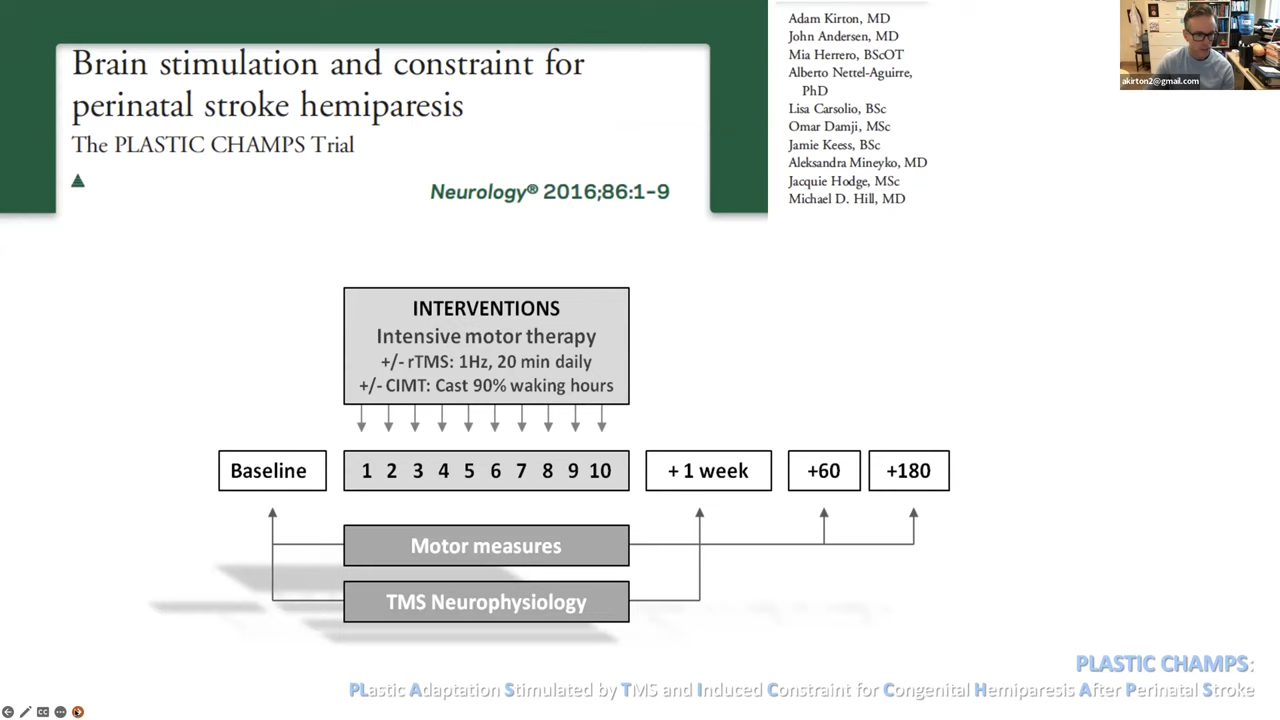 Brain stimulation and constraint for
perinatal stroke hemiparesis
The PLASTIC CHAMPS Trial
Neurology® 2016;86:1–9
Adam Kirton, MD
John Andersen, MD
Mia Herrero, BScOT
Alberto Nettel-Aguirre,
PhD
Lisa Carsolio, BSc
Omar Damji, MSc
Jamie Keess, BSc
Aleksandra Mineyko, MD
Jacquie Hodge, MSc
Michael D. Hill, MD
akirton2@gmail.com
INTERVENTIONS
Intensive motor therapy
+/- rTMS: 1Hz, 20 min daily
+/- CIMT: Cast 90% waking hours
Baseline
1 2 3 4 5 6 7 8 9 10
+ 1 week
+60
+180
Motor measures
TMS Neurophysiology
PLASTIC CHAMPS:
PLastic Adaptation Stimulated by TMS and Induced Constraint for Congenital Hemiparesis After Perinatal Stroke
CC